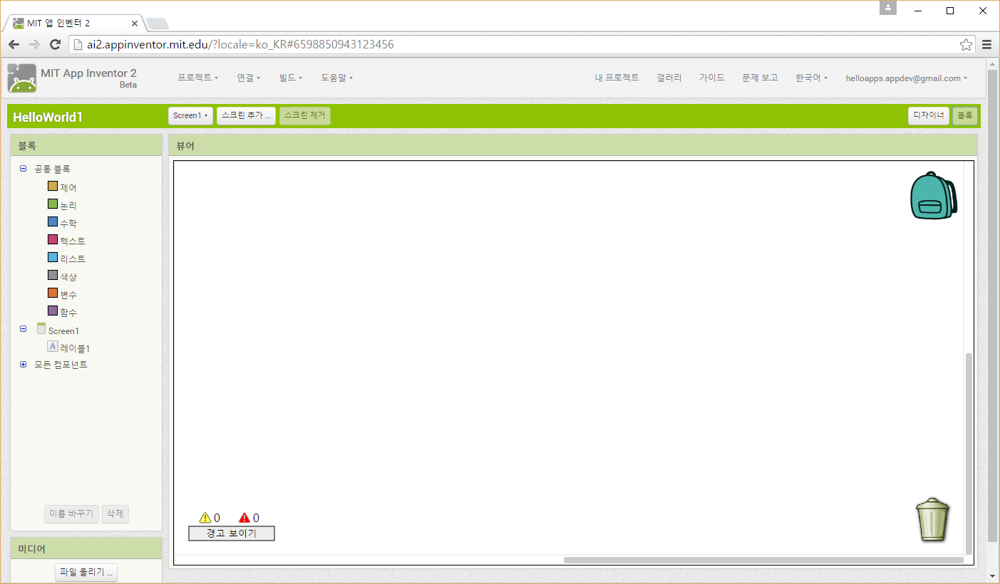 MIT 앱 인벤터 2
ai2.appinventor.mit.edu/?locale=ko_KR#6598850943123456
MIT App Inventor 2
Beta
프로젝트 연결 빌드 도움말 내 프로젝트 갤러리 가이드 문제 보고 한국어 helloapps.appdev@gmail.com
HelloWorld1 Screen1 스크린 추가 ... 스크린 제거 디자이너 블록
블록
공통 블록
제어
논리
수학
텍스트
리스트
색상
변수
함수
Screen1
A 레이블1
모든 컴포넌트
이름 바꾸기 삭제
미디어
파일 올리기 ...
뷰어
0 0
경고 보이기